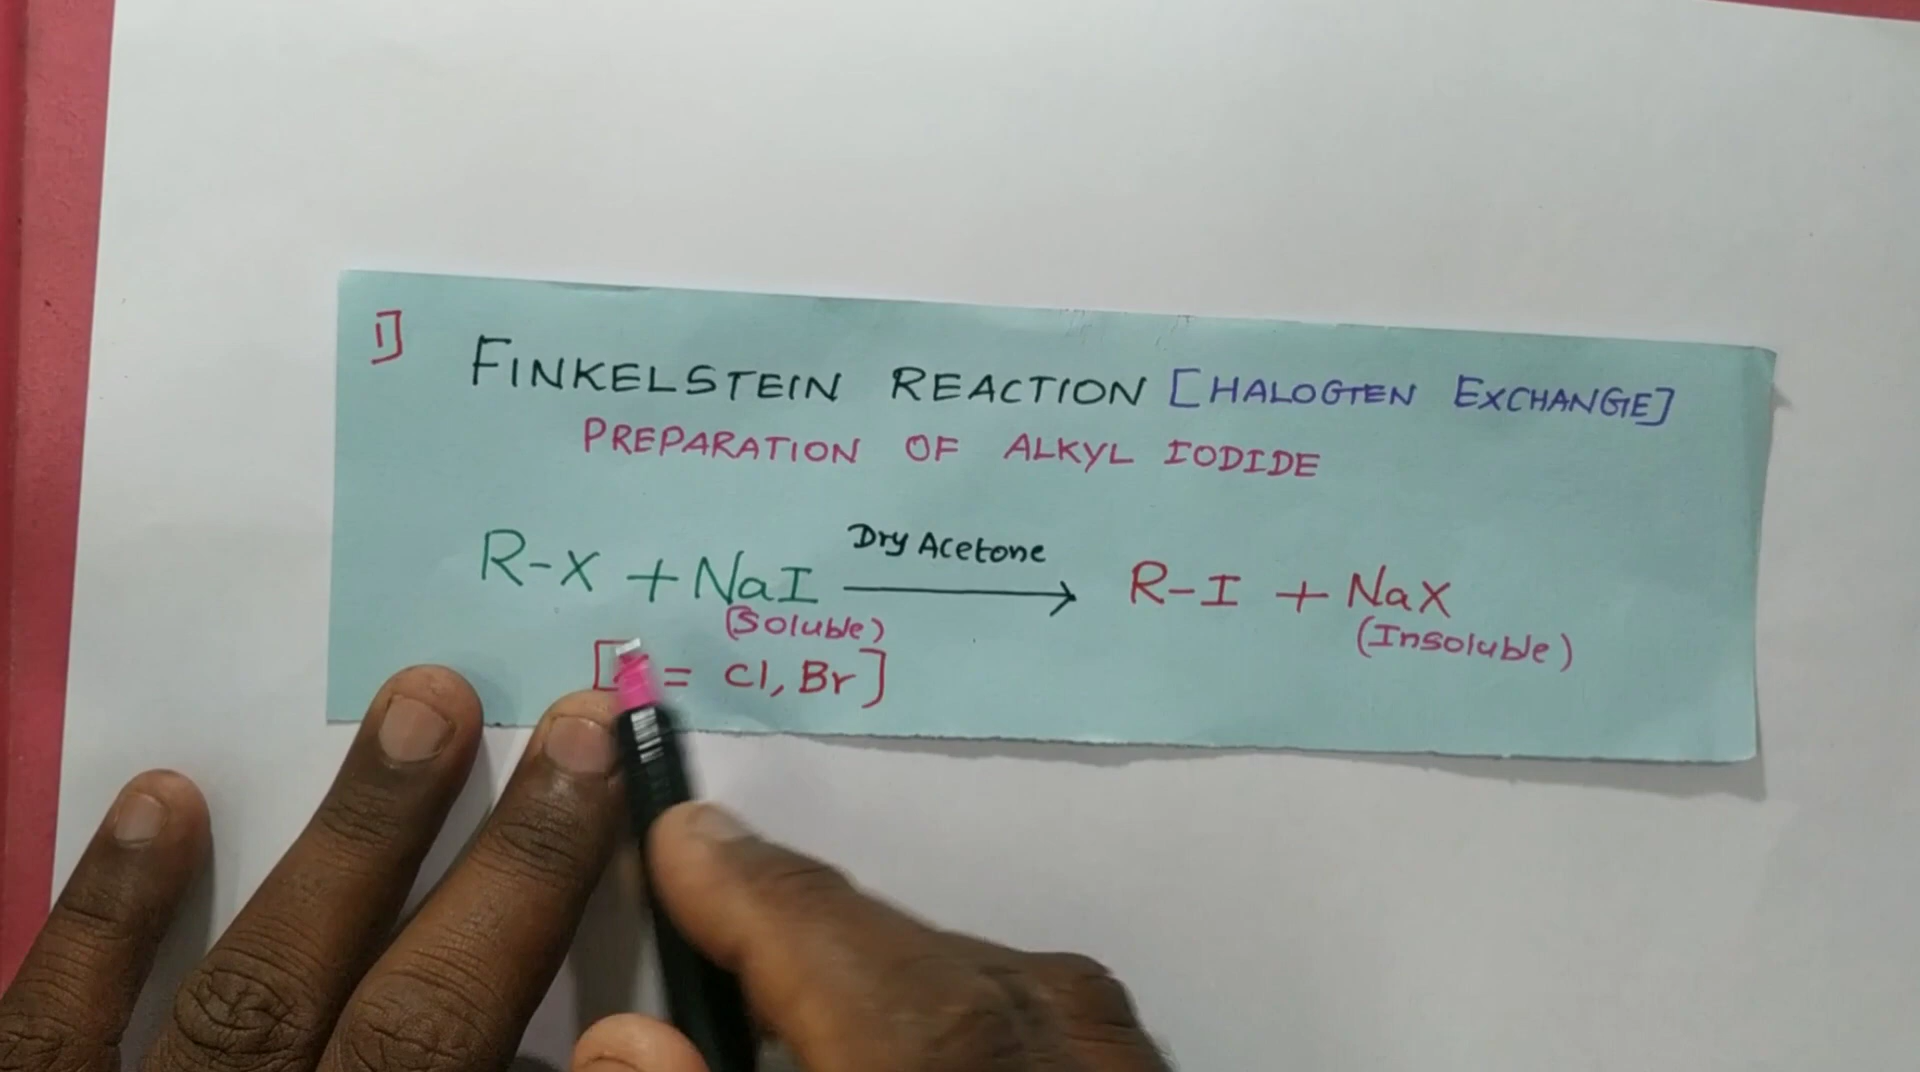 1]
FINKELSTEIN REACTION [HALOGEN EXCHANGE]
PREPARATION OF ALKYL IODIDE
Dry Acetone
R-X + NaI → R-I + NaX
(Soluble) (Insoluble)
[ = Cl, Br]